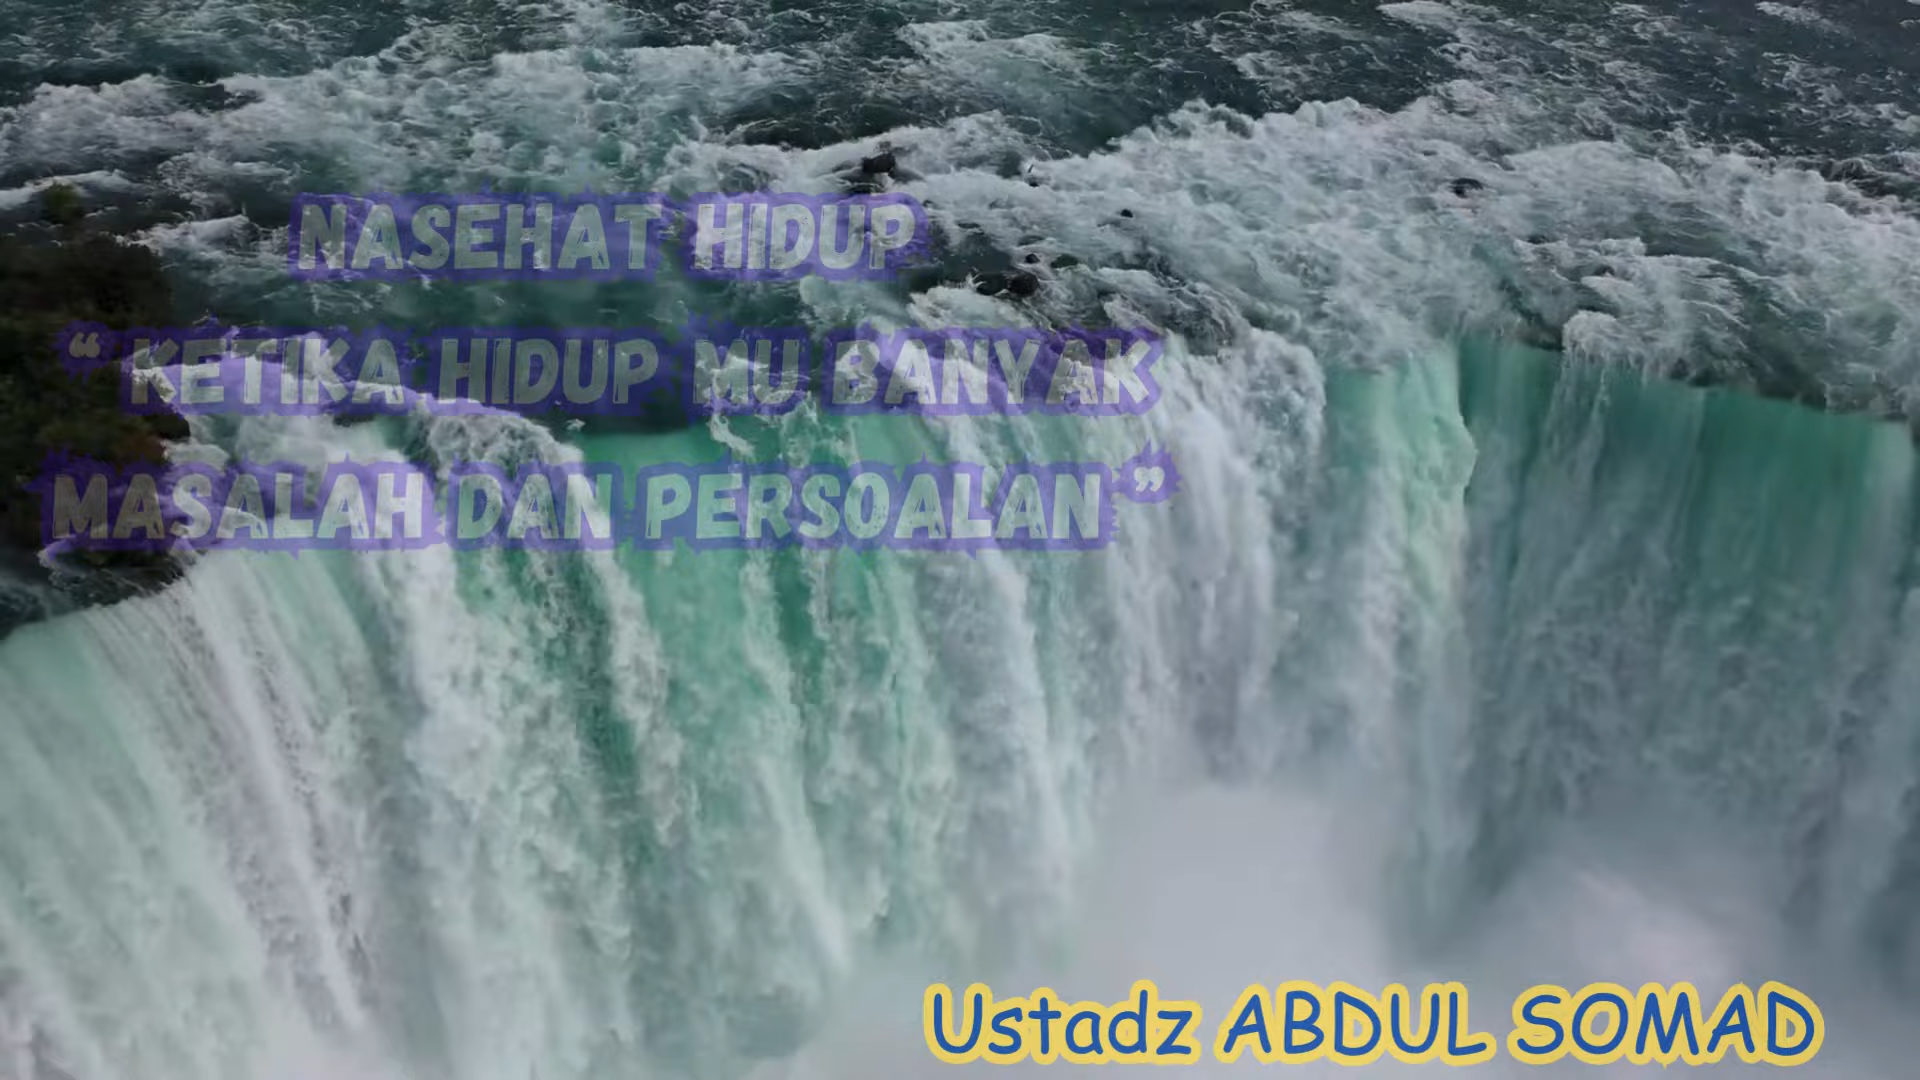 NASEHAT HIDUP
“ KETIKA HIDUP MU BANYAK
MASALAH DAN PERSOALAN ”
Ustadz ABDUL SOMAD